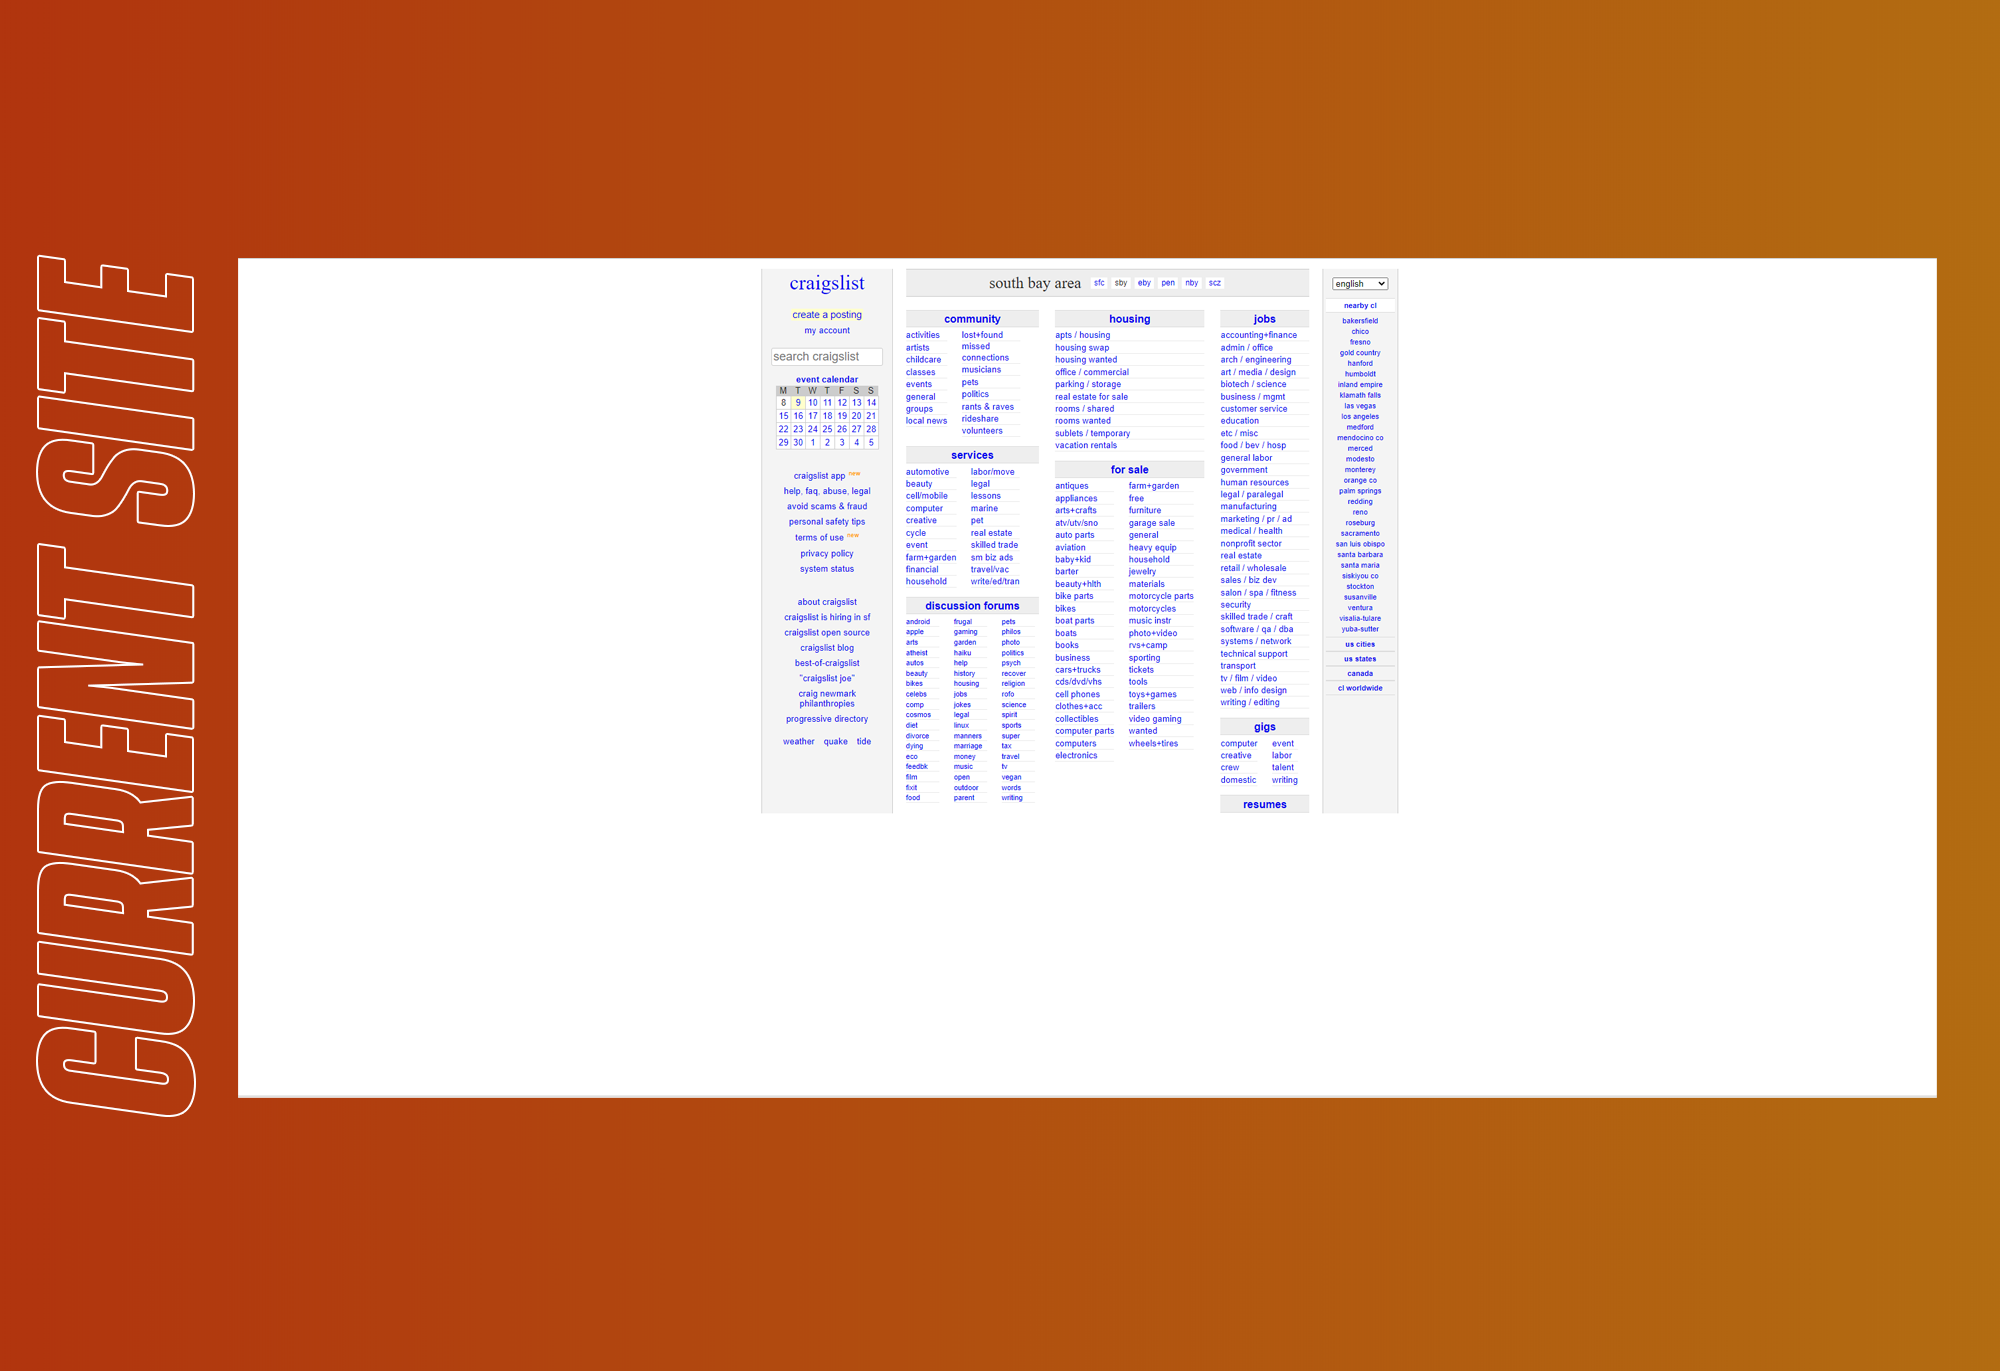 CURRENT SITE
craigslist
create a posting
my account
search craigslist
event calendar
M T W T F S S
8 9 10 11 12 13 14
15 16 17 18 19 20 21
22 23 24 25 26 27 28
29 30 1 2 3 4 5
craigslist app new
help, faq, abuse, legal
avoid scams & fraud
personal safety tips
terms of use new
privacy policy
system status
about craigslist
craigslist is hiring in sf
craigslist open source
craigslist blog
best-of-craigslist
"craigslist joe"
craig newmark
philanthropies
progressive directory
weather quake tide
south bay area sfc sby eby pen nby scz
community
activities
artists
childcare
classes
events
general
groups
local news
lost+found
missed
connections
musicians
pets
politics
rants & raves
rideshare
volunteers
services
automotive
beauty
cell/mobile
computer
creative
cycle
event
farm+garden
financial
household
labor/move
legal
lessons
marine
pet
real estate
skilled trade
sm biz ads
travel/vac
write/ed/tran
discussion forums
android
apple
arts
atheist
autos
beauty
bikes
celebs
comp
cosmos
diet
divorce
dying
eco
feedbk
film
fixit
food
frugal
gaming
garden
haiku
help
history
housing
jobs
jokes
legal
linux
manners
marriage
money
music
open
outdoor
parent
pets
philos
photo
politics
psych
recover
religion
rofo
science
spirit
sports
super
tax
travel
tv
vegan
words
writing
housing
apts / housing
housing swap
housing wanted
office / commercial
parking / storage
real estate for sale
rooms / shared
rooms wanted
sublets / temporary
vacation rentals
for sale
antiques
appliances
arts+crafts
atv/utv/sno
auto parts
aviation
baby+kid
barter
beauty+hlth
bike parts
bikes
boat parts
boats
books
business
cars+trucks
cds/dvd/vhs
cell phones
clothes+acc
collectibles
computer parts
computers
electronics
farm+garden
free
furniture
garage sale
general
heavy equip
household
jewelry
materials
motorcycle parts
motorcycles
music instr
photo+video
rvs+camp
sporting
tickets
tools
toys+games
trailers
video gaming
wanted
wheels+tires
jobs
accounting+finance
admin / office
arch / engineering
art / media / design
biotech / science
business / mgmt
customer service
education
etc / misc
food / bev / hosp
general labor
government
human resources
legal / paralegal
manufacturing
marketing / pr / ad
medical / health
nonprofit sector
real estate
retail / wholesale
sales / biz dev
salon / spa / fitness
security
skilled trade / craft
software / qa / dba
systems / network
technical support
transport
tv / film / video
web / info design
writing / editing
gigs
computer
creative
crew
domestic
event
labor
talent
writing
resumes
english
nearby cl
bakersfield
chico
fresno
gold country
hanford
humboldt
inland empire
klamath falls
las vegas
los angeles
medford
mendocino co
merced
modesto
monterey
orange co
palm springs
redding
reno
roseburg
sacramento
san luis obispo
santa barbara
santa maria
siskiyou co
stockton
susanville
ventura
visalia-tulare
yuba-sutter
us cities
us states
canada
cl worldwide